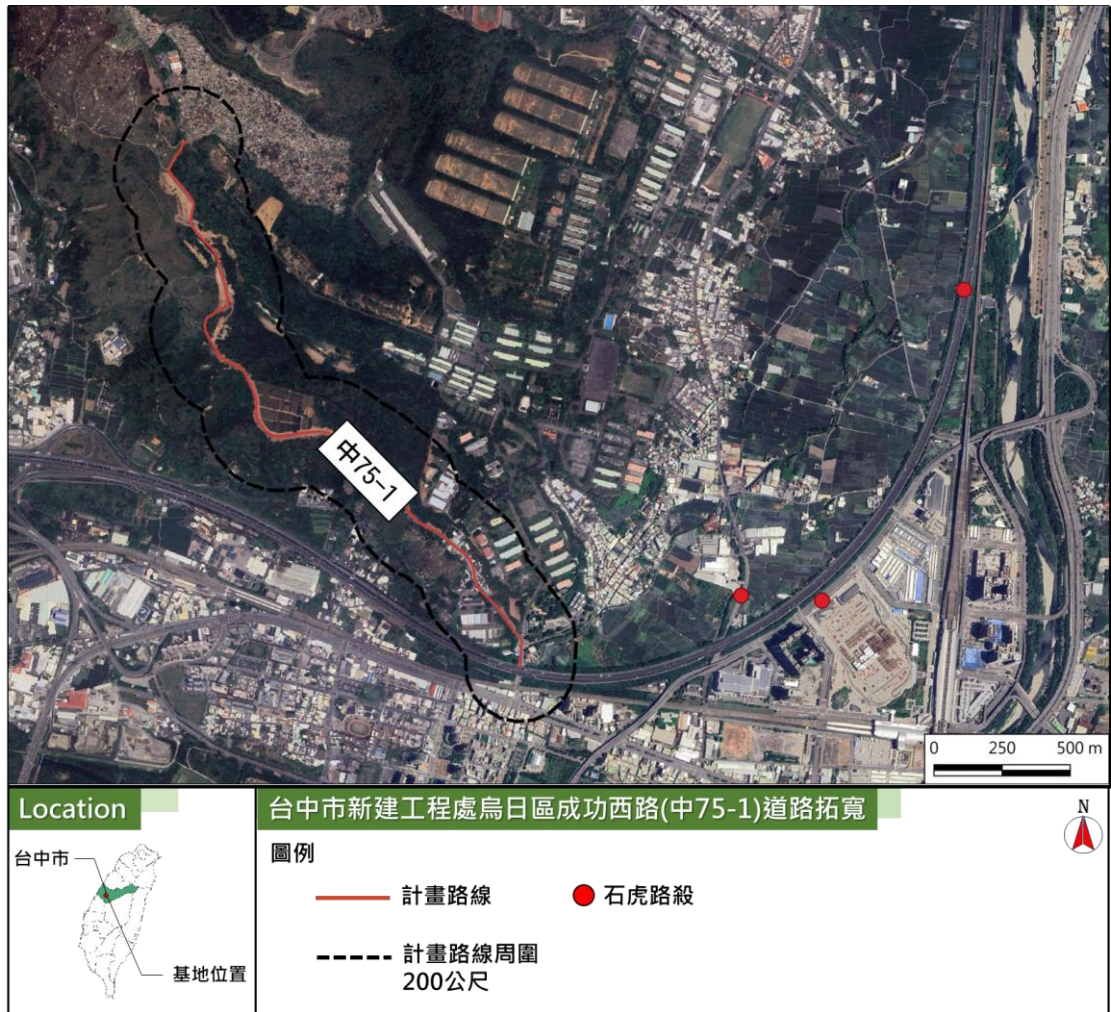 中75-1
0 250 500 m
Location
台中市新建工程處烏日區成功西路(中75-1)道路拓寬
N
台中市
基地位置
圖例
計畫路線
石虎路殺
計畫路線周圍
200公尺